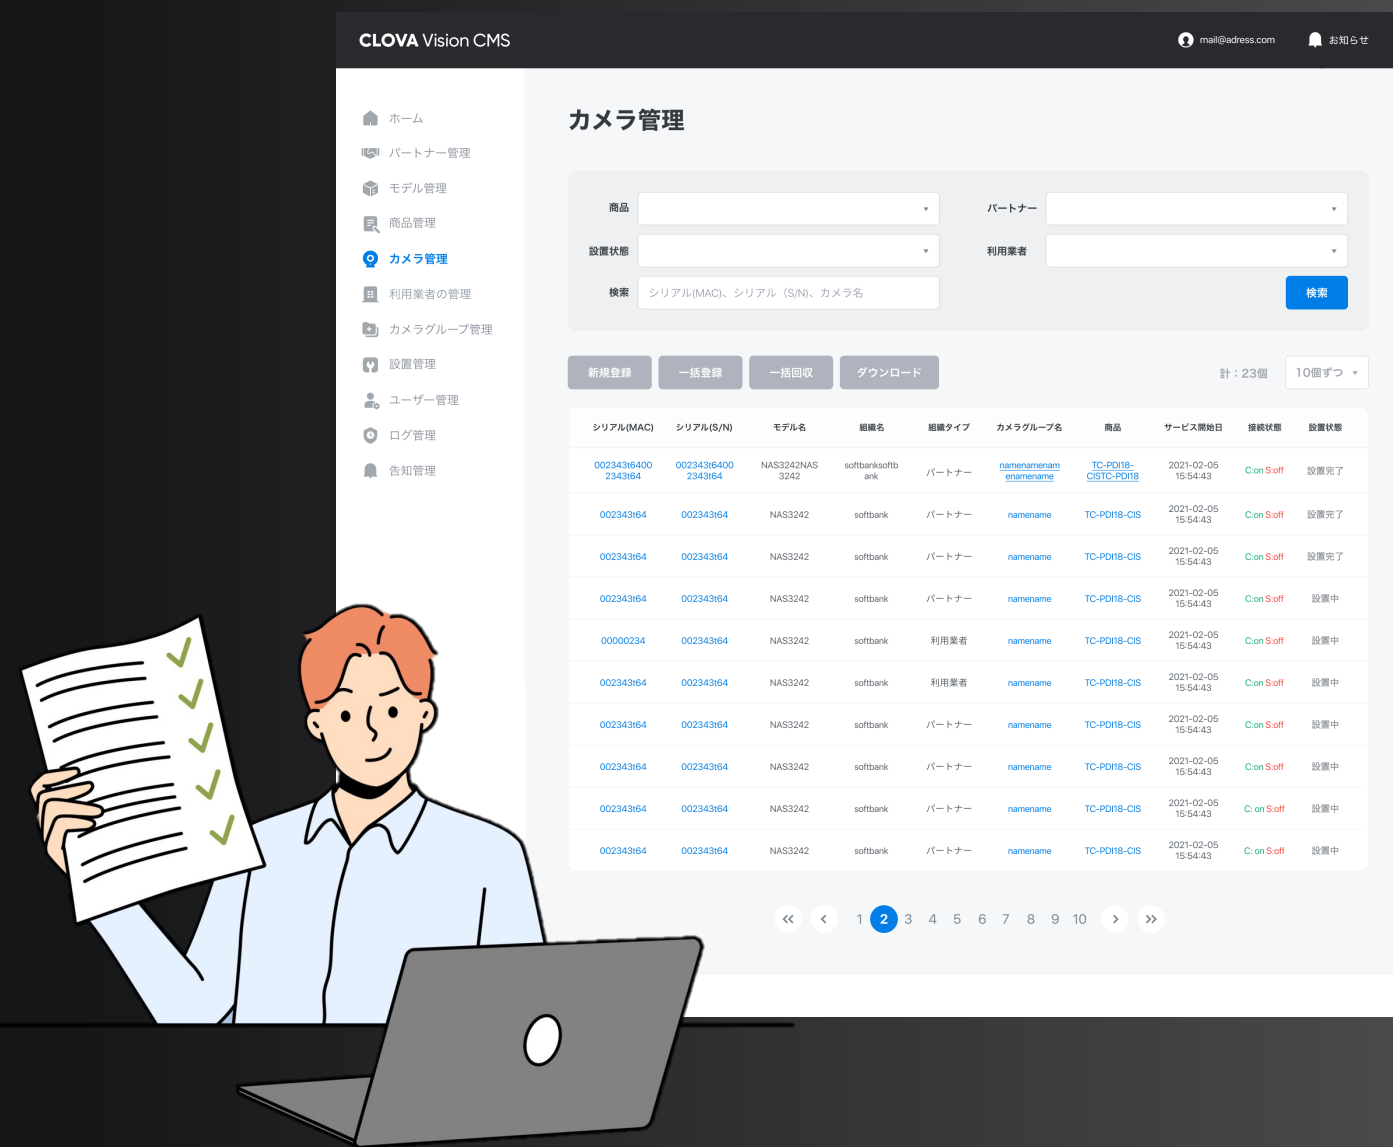 CLOVA Vision CMS
mail@adress.com
お知らせ
ホーム
パートナー管理
モデル管理
商品管理
カメラ管理
利用業者の管理
カメラグループ管理
設置管理
ユーザー管理
ログ管理
告知管理
カメラ管理
商品
パートナー
設置状態
利用業者
検索 シリアル(MAC)、シリアル（S/N)、カメラ名
検索
新規登録 一括登録 一括回収 ダウンロード
計：23個 10個ずつ
シリアル(MAC) シリアル(S/N) モデル名 組織名 組織タイプ カメラグループ名 商品 サービス開始日 接続状態 設置状態
002343t6400 002343t6400 NAS3242NAS softbanksoftb パートナー namenamenam TC-PDI18- 2021-02-05 C:on S:off 設置完了
2343t64 2343t64 3242 ank enamename CISTC-PDI18 15:54:43
002343t64 002343t64 NAS3242 softbank パートナー namename TC-PDI18-CIS 2021-02-05 C:on S:off 設置完了
15:54:43
002343t64 002343t64 NAS3242 softbank パートナー namename TC-PDI18-CIS 2021-02-05 C:on S:off 設置完了
15:54:43
002343t64 002343t64 NAS3242 softbank パートナー namename TC-PDI18-CIS 2021-02-05 C:on S:off 設置中
15:54:43
00000234 002343t64 NAS3242 softbank 利用業者 namename TC-PDI18-CIS 2021-02-05 C:on S:off 設置中
15:54:43
002343t64 002343t64 NAS3242 softbank 利用業者 namename TC-PDI18-CIS 2021-02-05 C:on S:off 設置中
15:54:43
002343t64 002343t64 NAS3242 softbank パートナー namename TC-PDI18-CIS 2021-02-05 C:on S:off 設置中
15:54:43
002343t64 002343t64 NAS3242 softbank パートナー namename TC-PDI18-CIS 2021-02-05 C:on S:off 設置中
15:54:43
002343t64 002343t64 NAS3242 softbank パートナー namename TC-PDI18-CIS 2021-02-05 C: on S:off 設置中
15:54:43
002343t64 002343t64 NAS3242 softbank パートナー namename TC-PDI18-CIS 2021-02-05 C: on S:off 設置中
15:54:43
« ‹ 1 2 3 4 5 6 7 8 9 10 › »